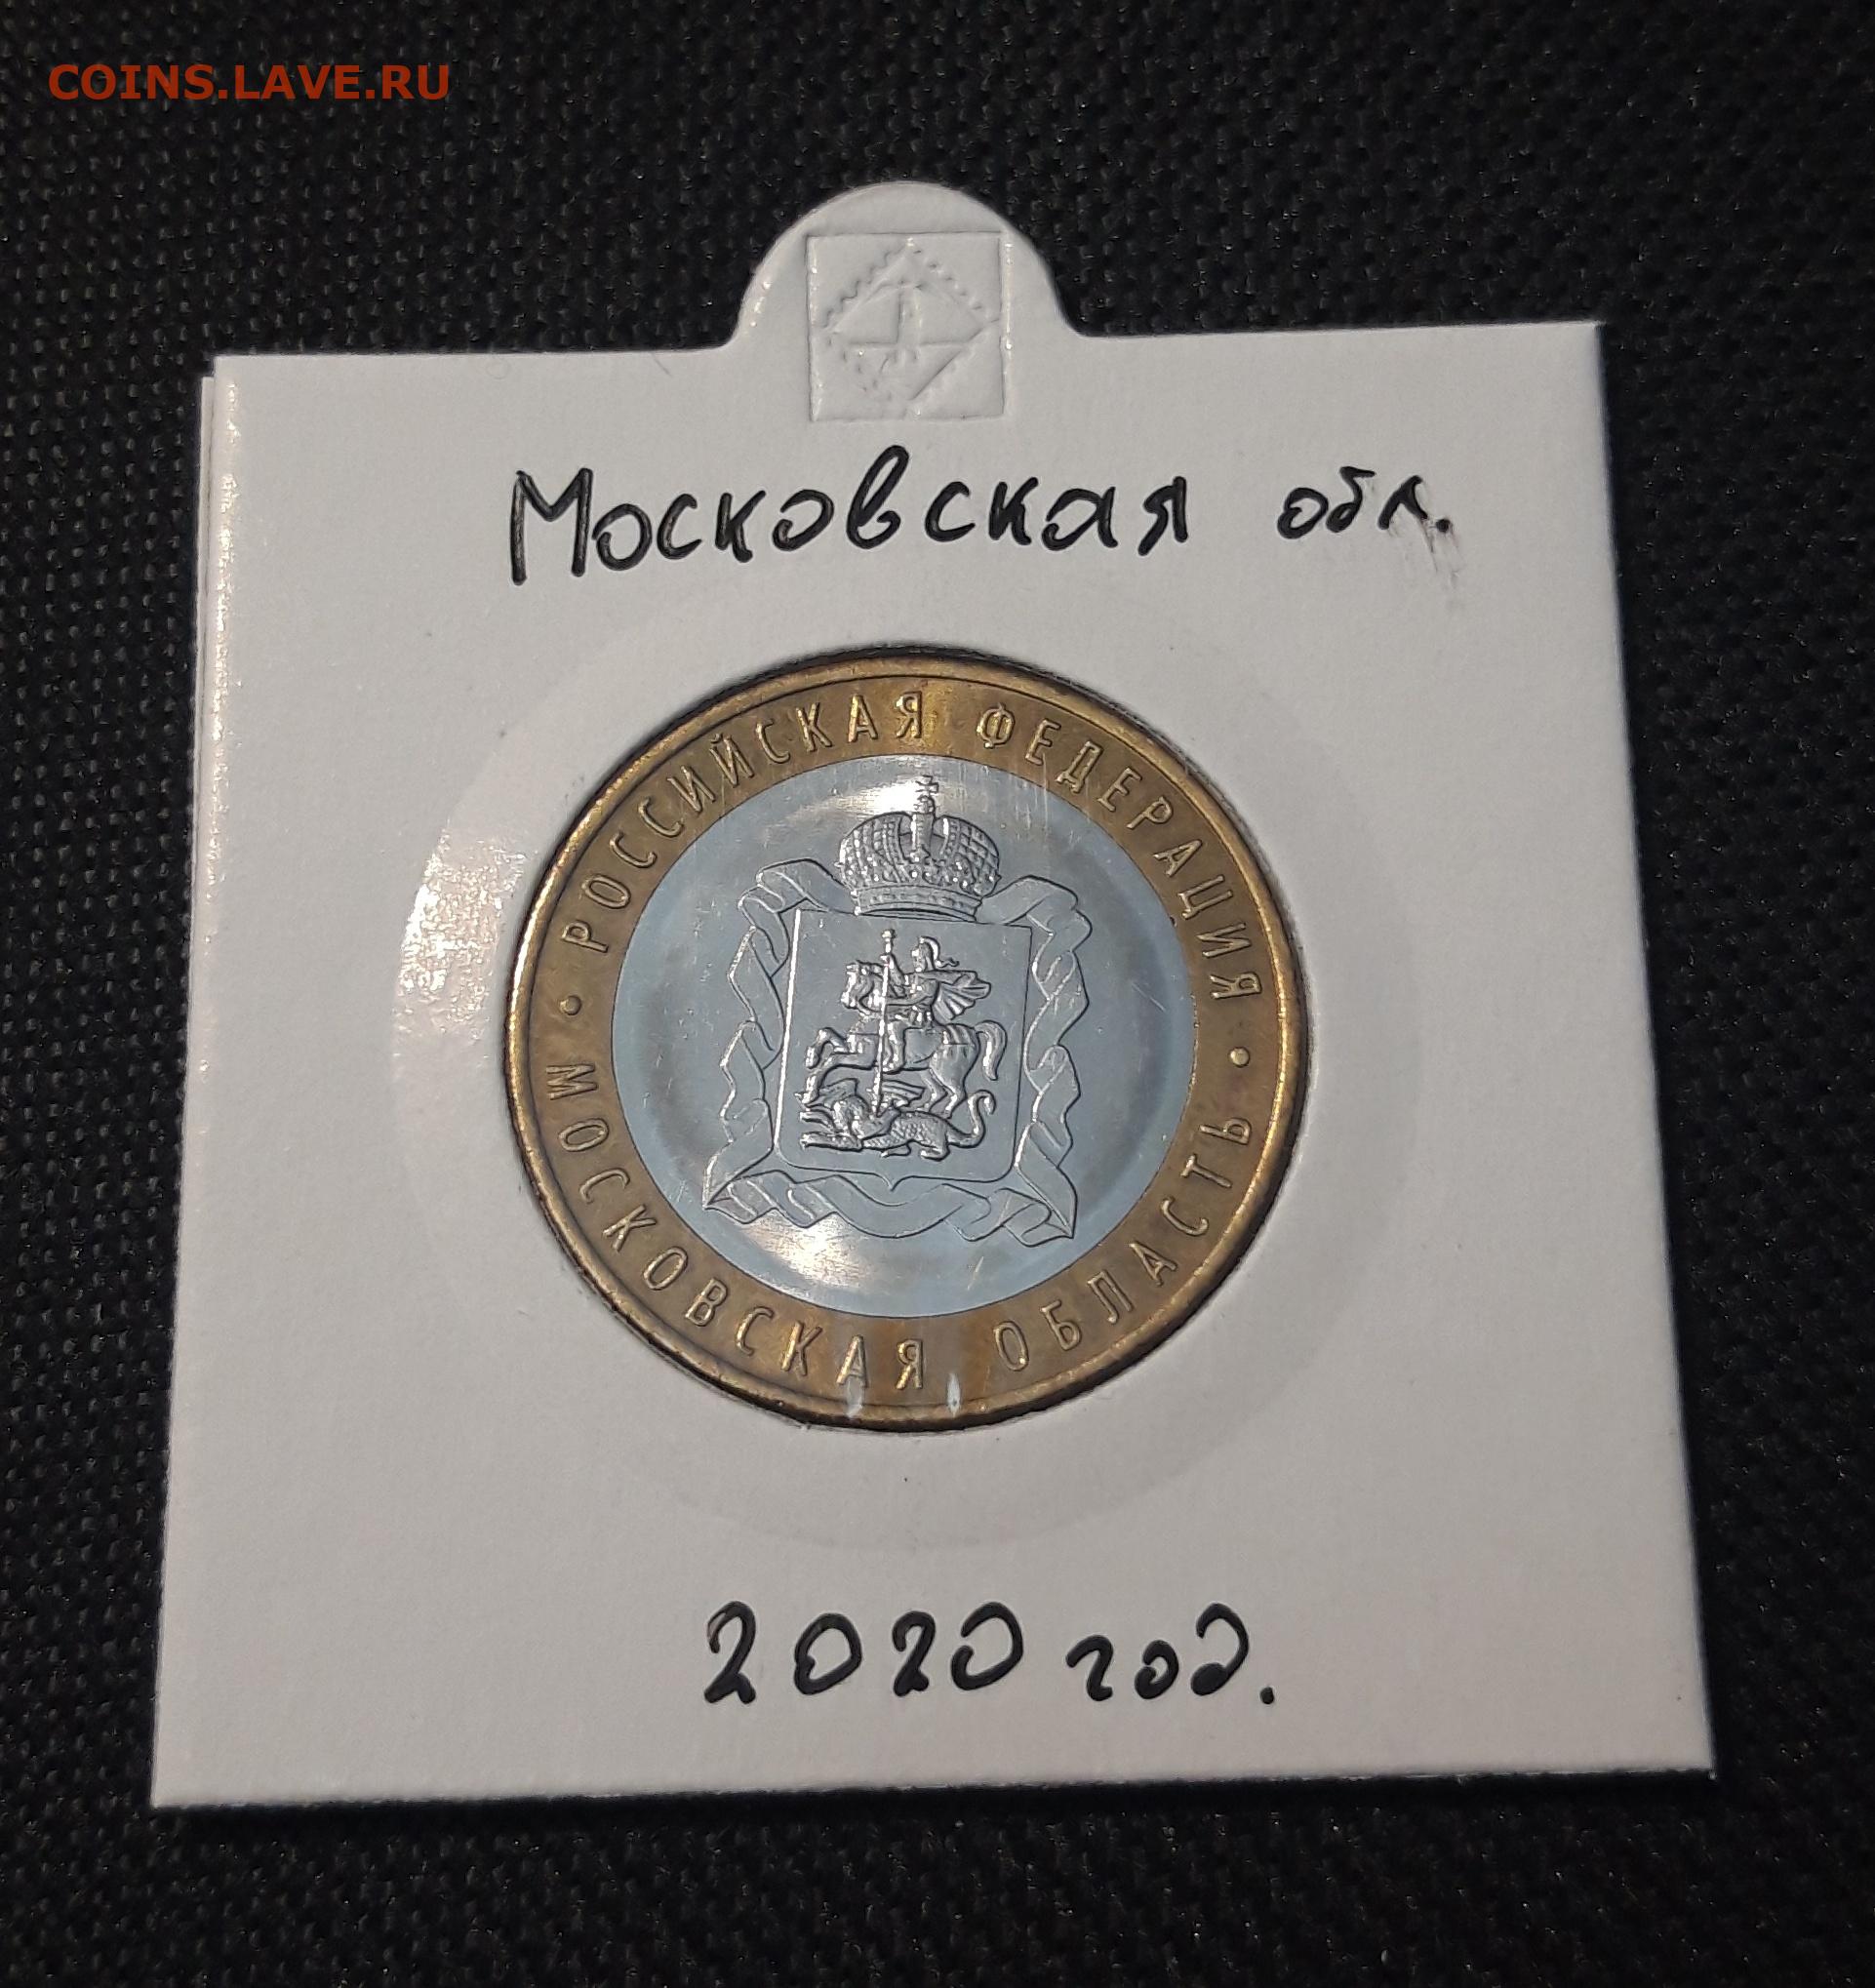 COINS.LAVE.RU
Московская обл.
• РОССИЙСКАЯ ФЕДЕРАЦИЯ •
МОСКОВСКАЯ ОБЛАСТЬ
2020 год.